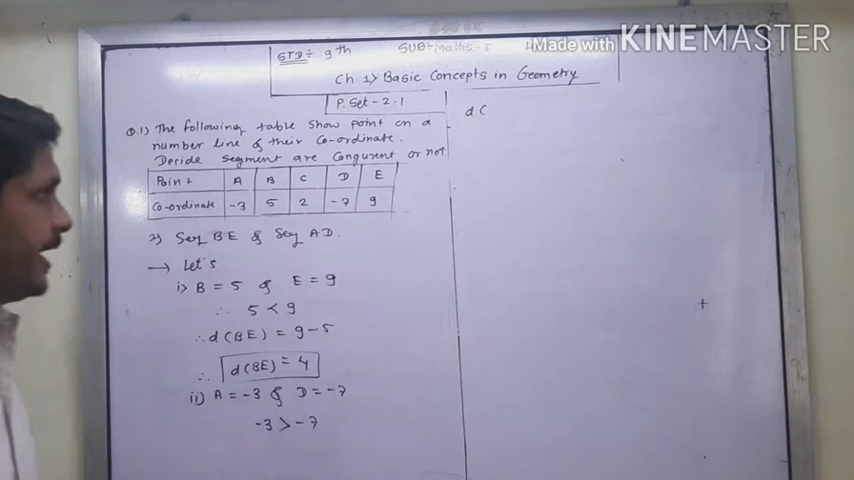 STD:- 9th SUB:- Maths-
Made with KINEMASTER
Ch.1> Basic Concepts in Geometry
P. Set - 2.1
Q.1) The following table show point on a
number line & their Co-ordinate.
Decide segment are Congurent or not
Point A B C D E
Co-ordinate -3 5 2 -7 9
2) Seg BE & Seg AD.
→ Let's
i) B = 5 & E = 9
∴ 5 < 9
∴ d(BE) = 9-5
∴ d(BE) = 4
ii) A = -3 & D = -7
-3 > -7
d (